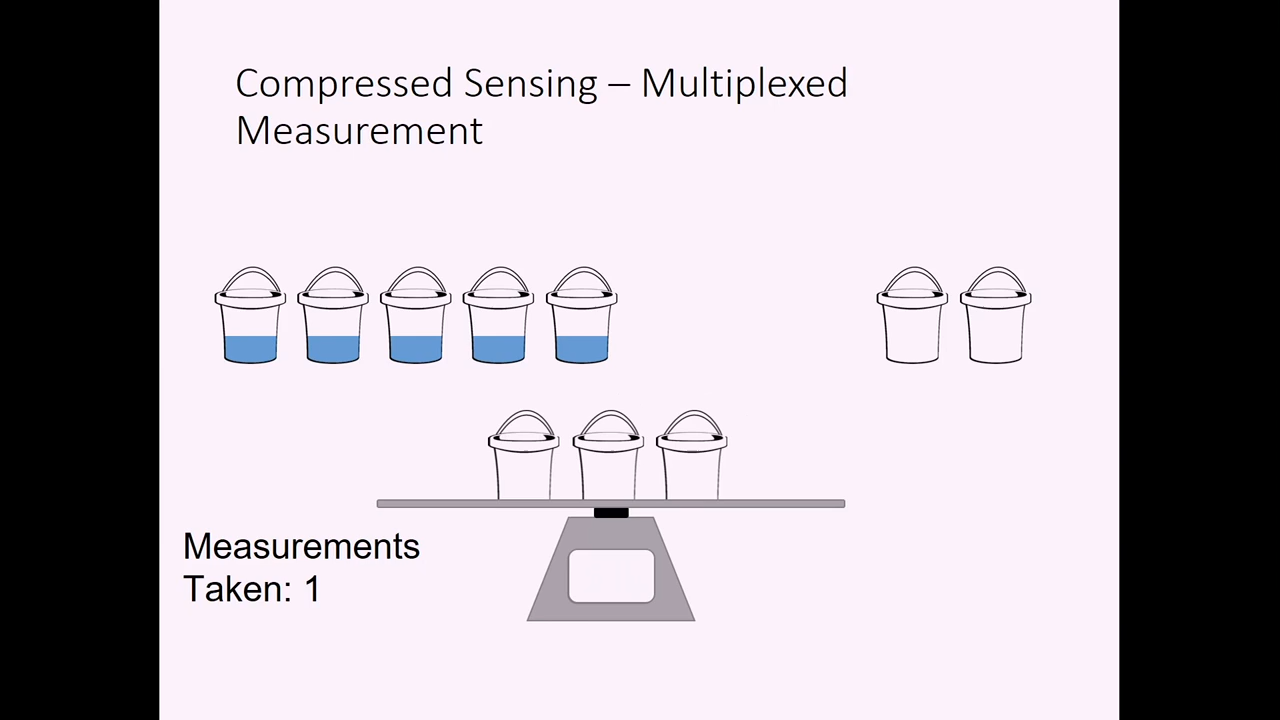 Compressed Sensing – Multiplexed
Measurement
Measurements
Taken: 1